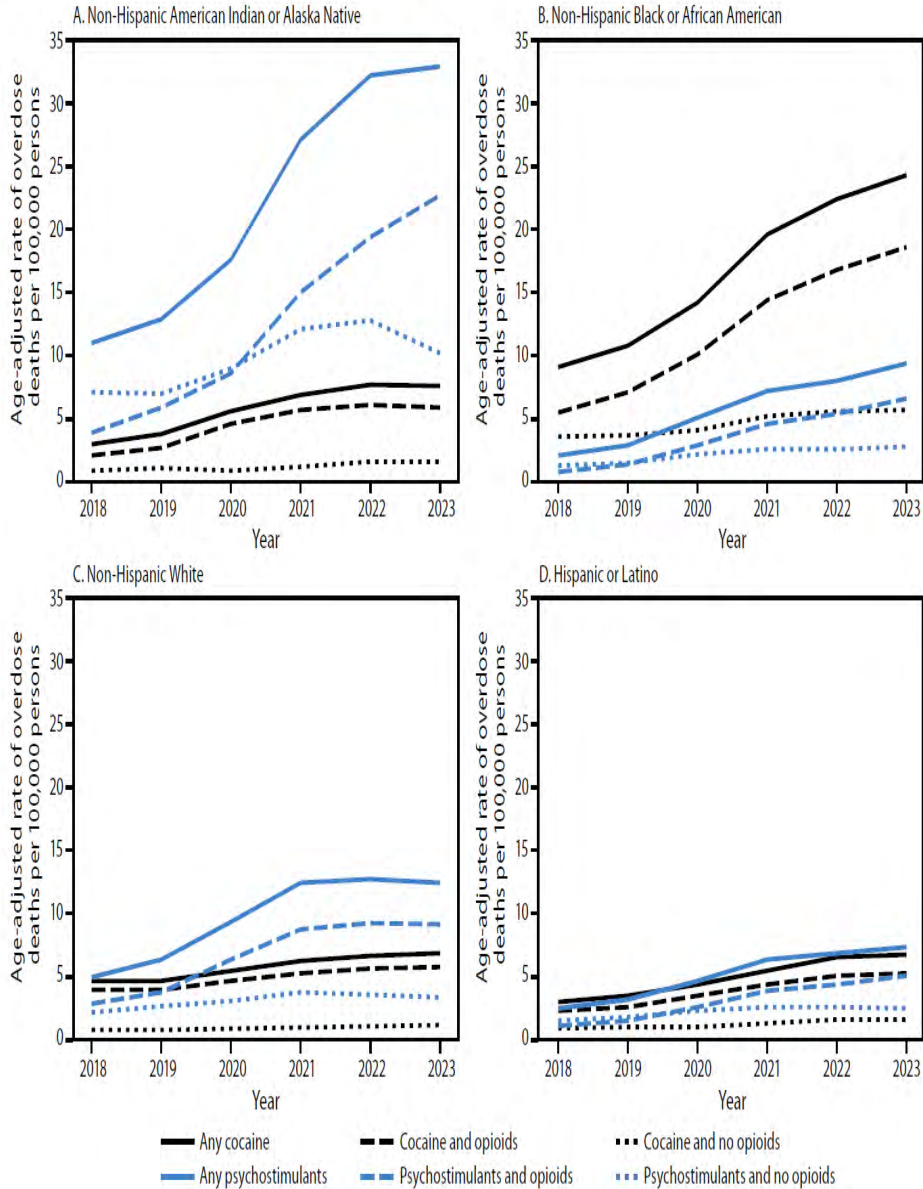 A. Non-Hispanic American Indian or Alaska Native
Age-adjusted rate of overdose
deaths per 100,000 persons
35
30
25
20
15
10
5
0
2018 2019 2020 2021 2022 2023
Year
B. Non-Hispanic Black or African American
Age-adjusted rate of overdose
deaths per 100,000 persons
35
30
25
20
15
10
5
0
2018 2019 2020 2021 2022 2023
Year
C. Non-Hispanic White
Age-adjusted rate of overdose
deaths per 100,000 persons
35
30
25
20
15
10
5
0
2018 2019 2020 2021 2022 2023
Year
D. Hispanic or Latino
Age-adjusted rate of overdose
deaths per 100,000 persons
35
30
25
20
15
10
5
0
2018 2019 2020 2021 2022 2023
Year
Any cocaine Cocaine and opioids Cocaine and no opioids
Any psychostimulants Psychostimulants and opioids Psychostimulants and no opioids